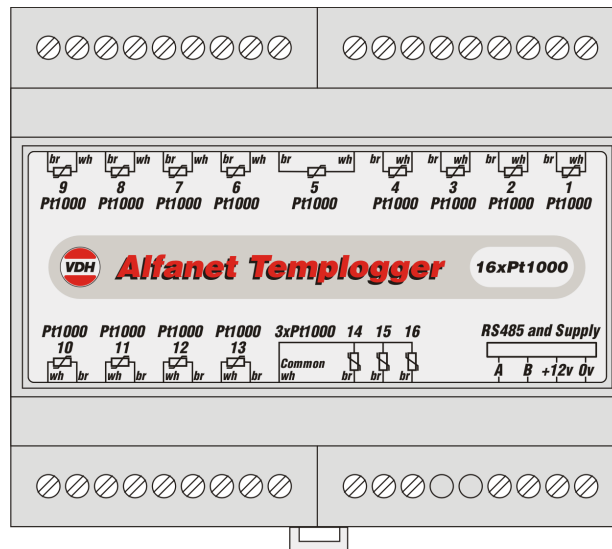 br wh br wh br wh br wh br wh br wh br wh br wh br wh
9 8 7 6 5 4 3 2 1
Pt1000 Pt1000 Pt1000 Pt1000 Pt1000 Pt1000 Pt1000 Pt1000 Pt1000
VDH Alfanet Templogger 16xPt1000
Pt1000 Pt1000 Pt1000 Pt1000 3xPt1000 14 15 16 RS485 and Supply
10 11 12 13
Common
wh br wh br wh br wh br wh br br br A B +12v 0v